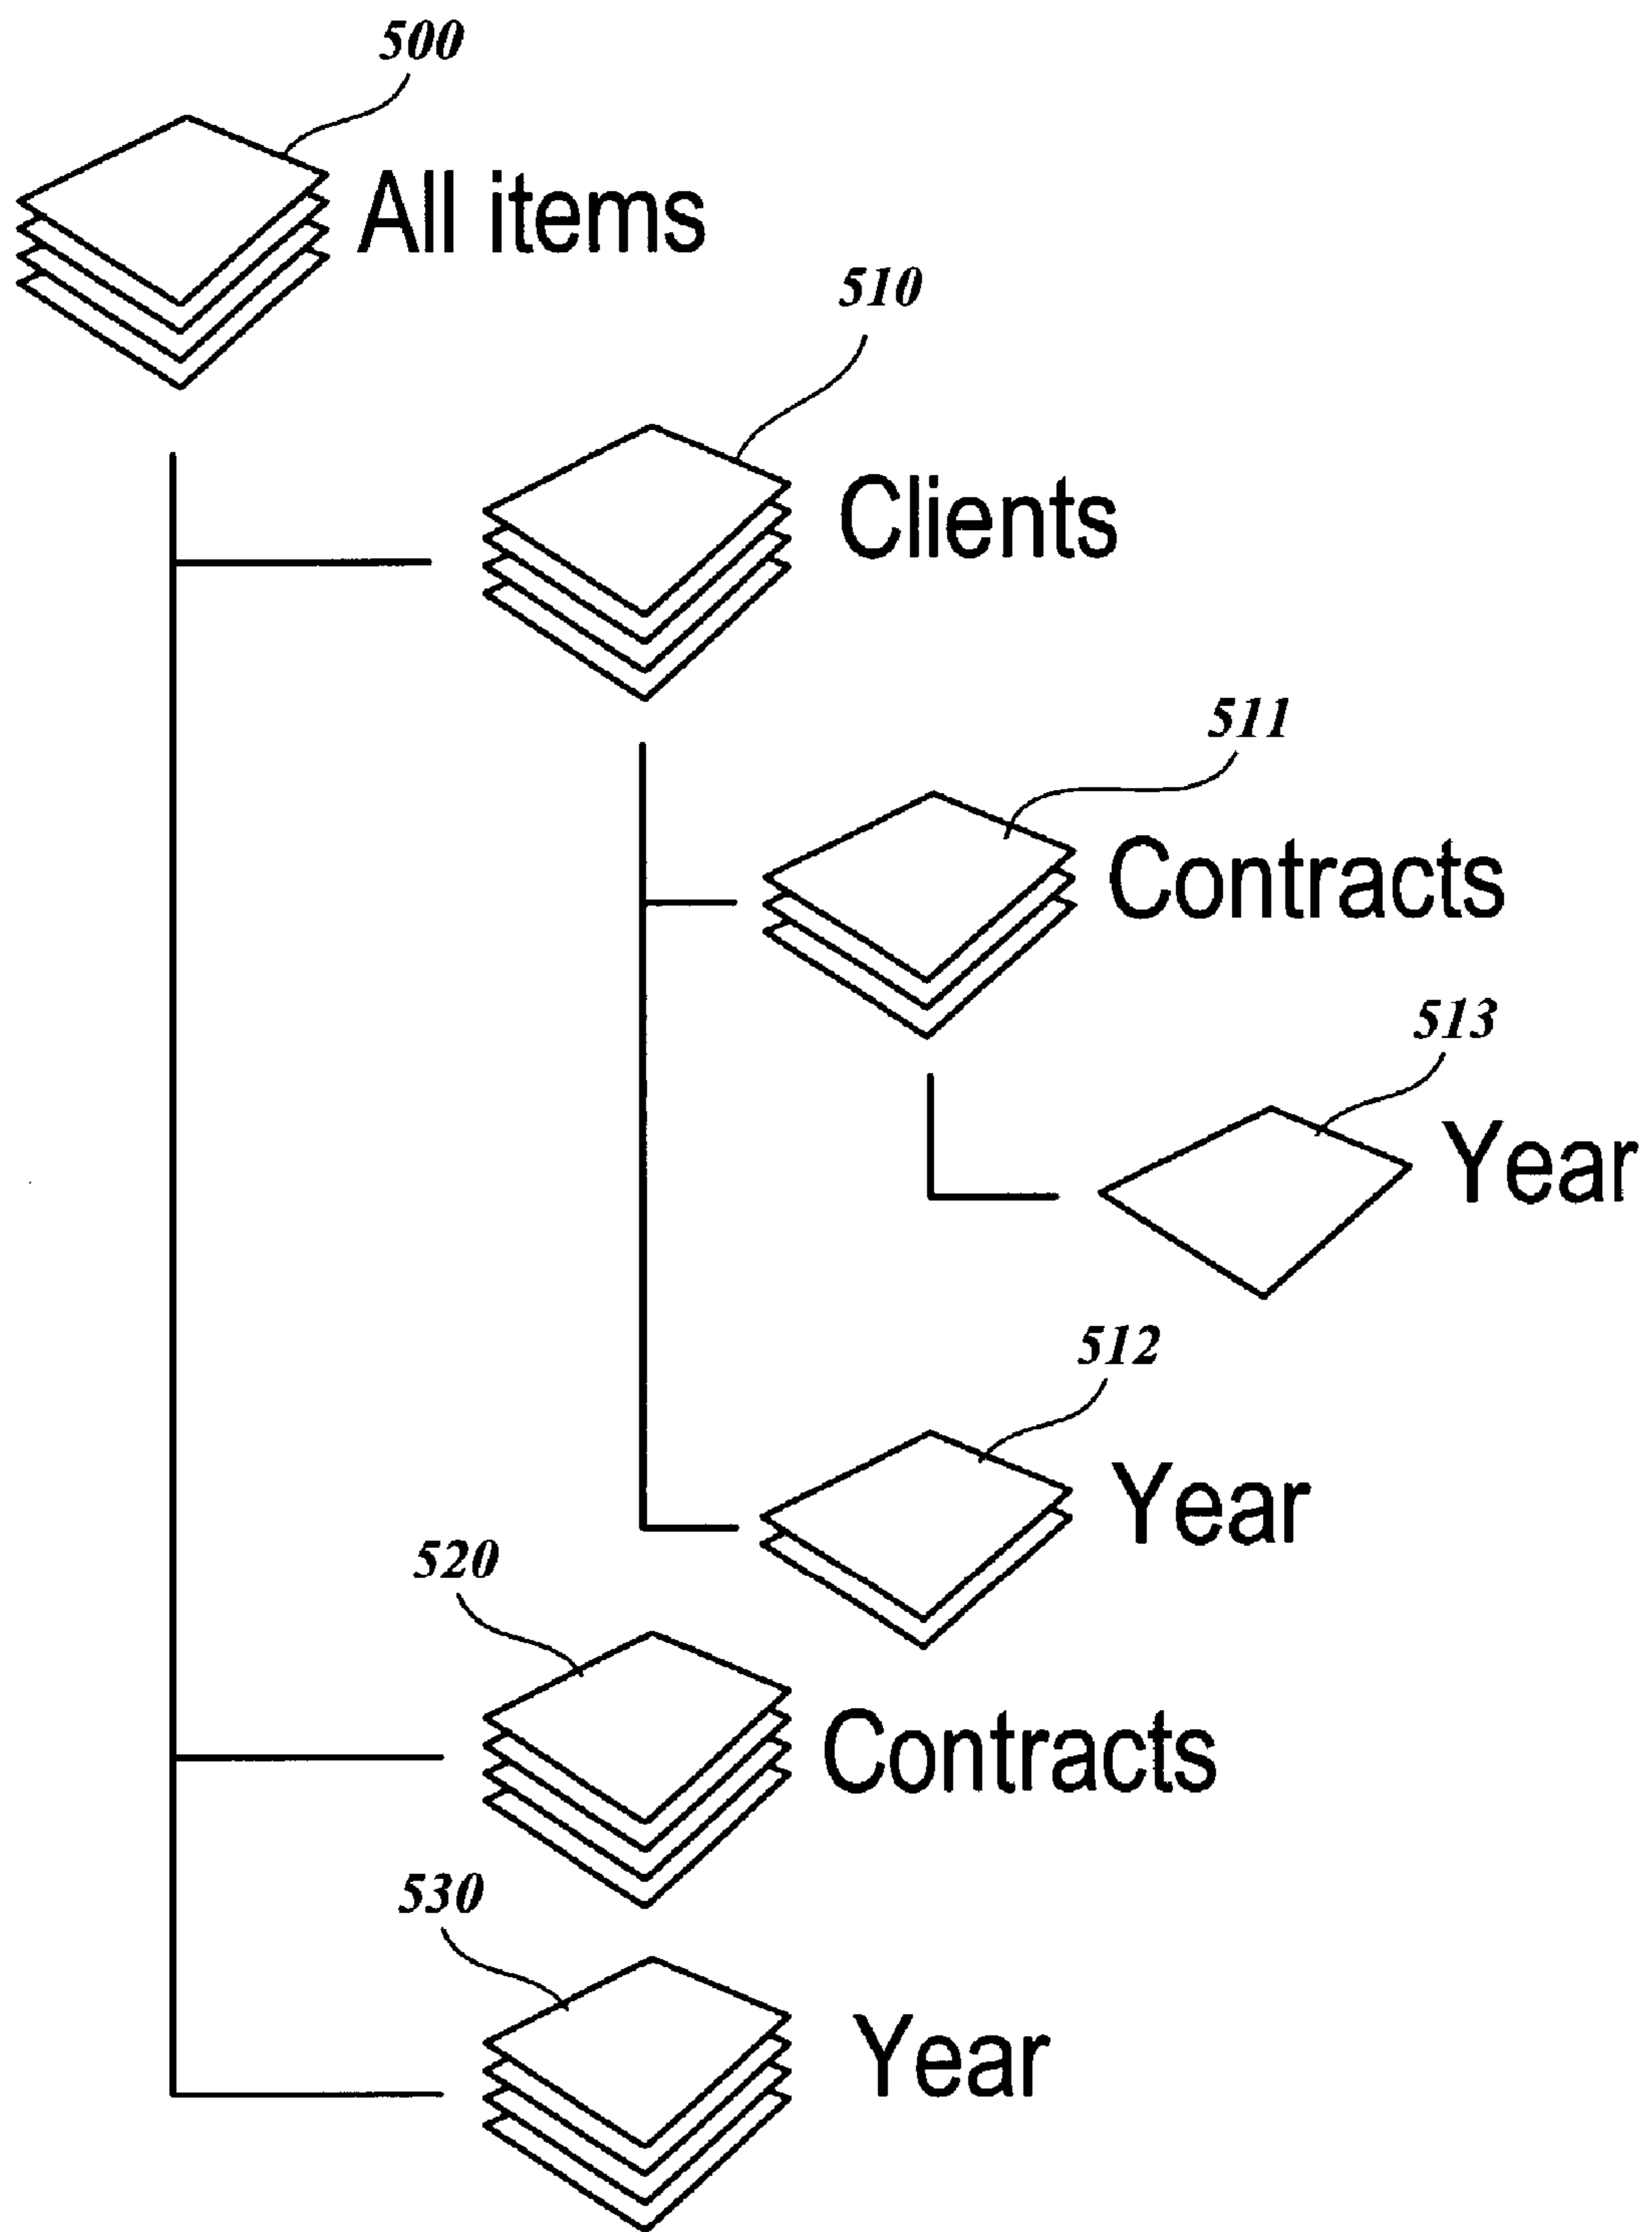 500
All items
510
Clients
511
Contracts
513
Year
512
Year
520
Contracts
530
Year